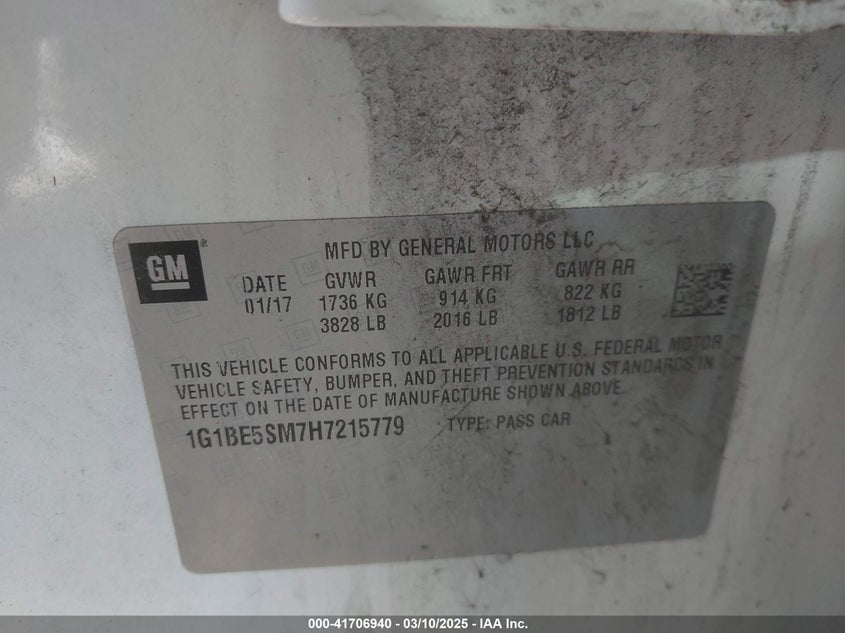 GM
®
MFD BY GENERAL MOTORS LLC
DATE GVWR GAWR FRT GAWR RR
01/17 1736 KG 914 KG 822 KG
3828 LB 2016 LB 1812 LB
THIS VEHICLE CONFORMS TO ALL APPLICABLE U.S. FEDERAL MOTOR
VEHICLE SAFETY, BUMPER, AND THEFT PREVENTION STANDARDS IN
EFFECT ON THE DATE OF MANUFACTURE SHOWN ABOVE.
1G1BE5SM7H7215779 TYPE: PASS CAR
000-41706940 - 03/10/2025 - IAA Inc.